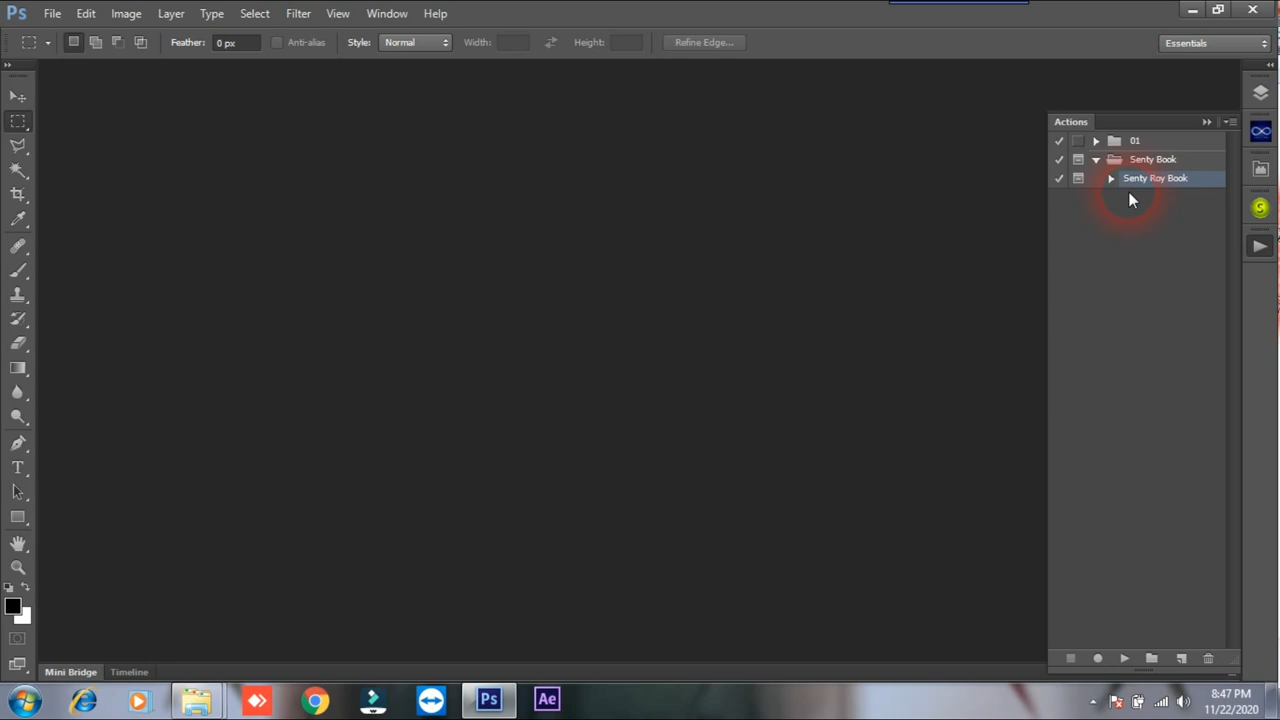 Ps File Edit Image Layer Type Select Filter View Window Help
Feather: 0 px Anti-alias Style: Normal Width: Height: Refine Edge... Essentials
Actions
01
Senty Book
Senty Roy Book
T
Mini Bridge Timeline
Ps Ae
8:47 PM
11/22/2020